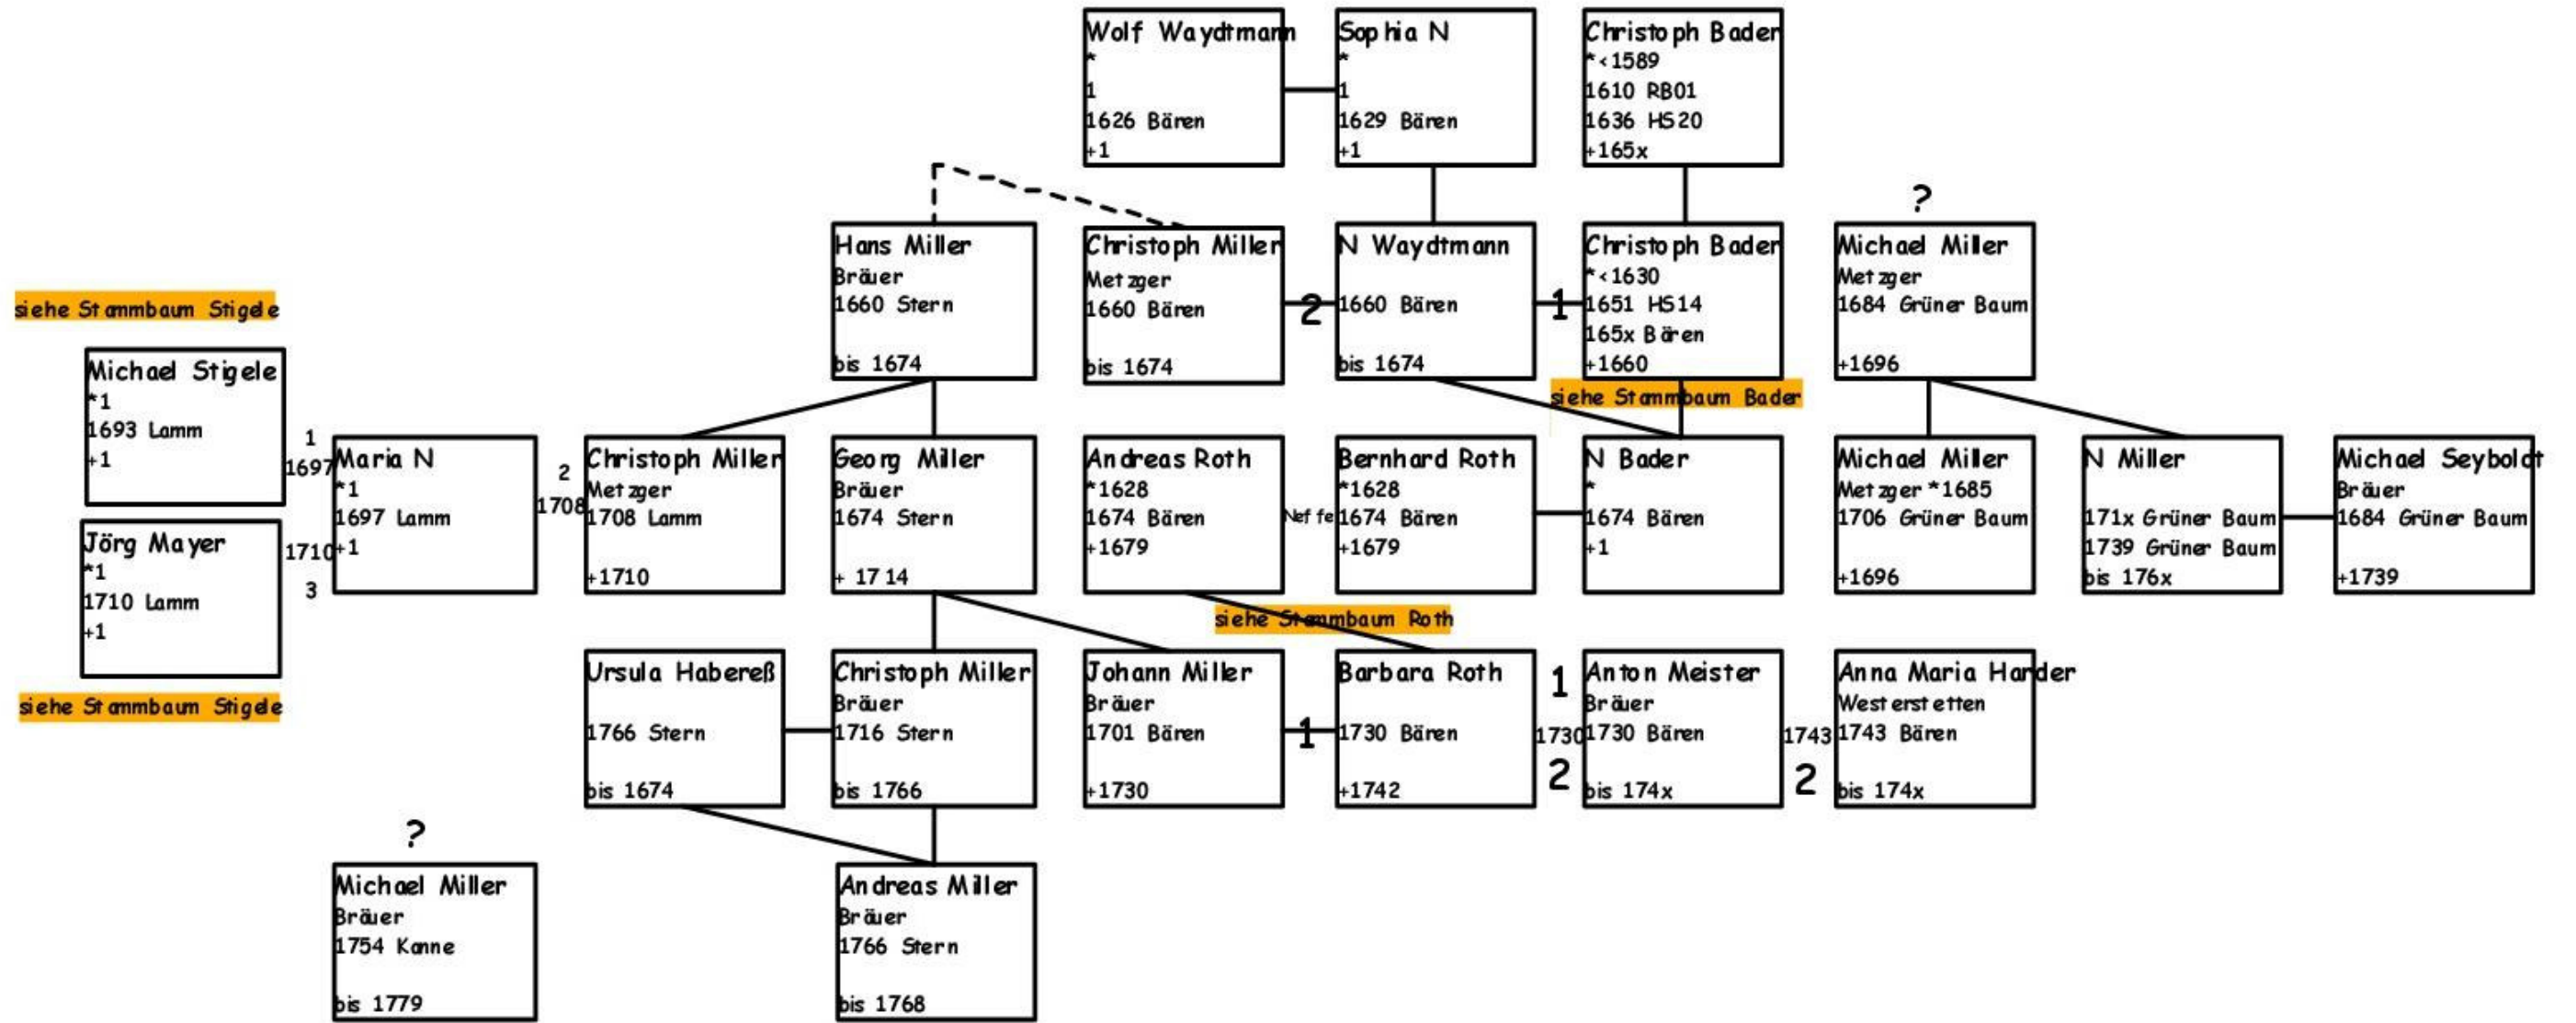 Wolf Waydtmann
*
1
1626 Bären
+1
Sophia N
*
1
1629 Bären
+1
Christoph Bader
*<1589
1610 RB01
1636 HS20
+165x
?
Hans Miller
Bräuer
1660 Stern
bis 1674
Christoph Miller
Metzger
1660 Bären
bis 1674
2
N Waydtmann
1660 Bären
bis 1674
1
Christoph Bader
*<1630
1651 HS14
165x Bären
+1660
Michael Miller
Metzger
1684 Grüner Baum
+1696
siehe Stammbaum Stigele
siehe Stammbaum Bader
Michael Stigele
*1
1693 Lamm
+1
1
1697
Jörg Mayer
*1
1710 Lamm
+1
1710
3
siehe Stammbaum Stigele
Maria N
*1
1697 Lamm
+1
2
1708
Christoph Miller
Metzger
1708 Lamm
+1710
Georg Miller
Bräuer
1674 Stern
+ 1714
Andreas Roth
*1628
1674 Bären
+1679
Neffe
Bernhard Roth
*1628
1674 Bären
+1679
N Bader
*
1674 Bären
+1
Michael Miller
Metzger *1685
1706 Grüner Baum
+1696
N Miller
171x Grüner Baum
1739 Grüner Baum
bis 176x
Michael Seyboldt
Bräuer
1684 Grüner Baum
+1739
siehe Stammbaum Roth
Ursula Habereß
1766 Stern
bis 1674
Christoph Miller
Bräuer
1716 Stern
bis 1766
Johann Miller
Bräuer
1701 Bären
+1730
1
Barbara Roth
1730 Bären
+1742
1
1730
2
Anton Meister
Bräuer
1730 Bären
bis 174x
1743
2
Anna Maria Harder
Westerstetten
1743 Bären
bis 174x
?
Michael Miller
Bräuer
1754 Kanne
bis 1779
Andreas Miller
Bräuer
1766 Stern
bis 1768